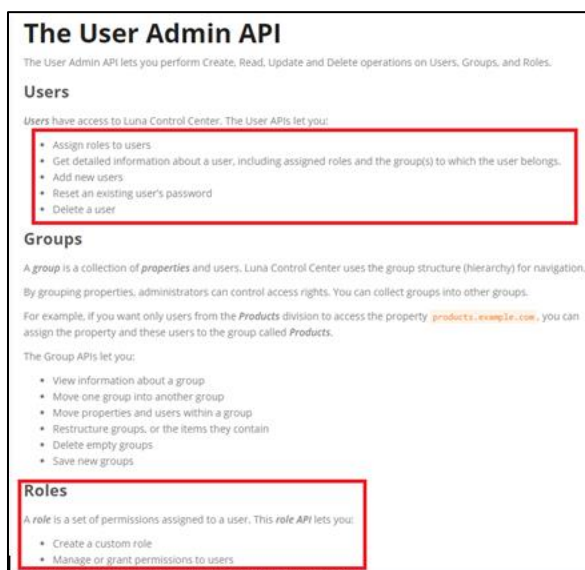 The User Admin API
The User Admin API lets you perform Create, Read, Update and Delete operations on Users, Groups, and Roles.
Users
Users have access to Luna Control Center. The User APIs let you:
• Assign roles to users
• Get detailed information about a user, including assigned roles and the group(s) to which the user belongs.
• Add new users
• Reset an existing user's password
• Delete a user
Groups
A group is a collection of properties and users. Luna Control Center uses the group structure (hierarchy) for navigation.
By grouping properties, administrators can control access rights. You can collect groups into other groups.
For example, if you want only users from the Products division to access the property products.example.com, you can
assign the property and these users to the group called Products.
The Group APIs let you:
• View information about a group
• Move one group into another group
• Move properties and users within a group
• Restructure groups, or the items they contain
• Delete empty groups
• Save new groups
Roles
A role is a set of permissions assigned to a user. This role API lets you:
• Create a custom role
• Manage or grant permissions to users